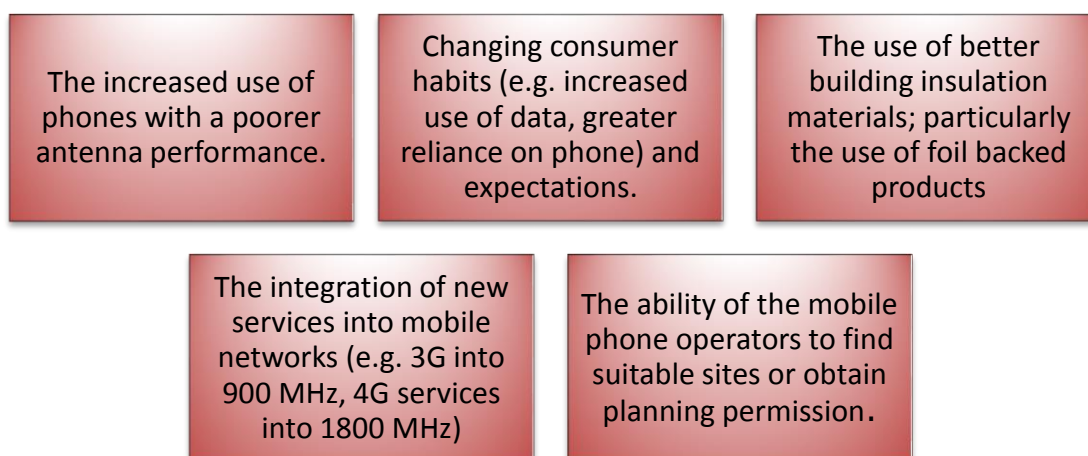 The increased use of
phones with a poorer
antenna performance.
Changing consumer
habits (e.g. increased
use of data, greater
reliance on phone) and
expectations.
The use of better
building insulation
materials; particularly
the use of foil backed
products
The integration of new
services into mobile
networks (e.g. 3G into
900 MHz, 4G services
into 1800 MHz)
The ability of the mobile
phone operators to find
suitable sites or obtain
planning permission.